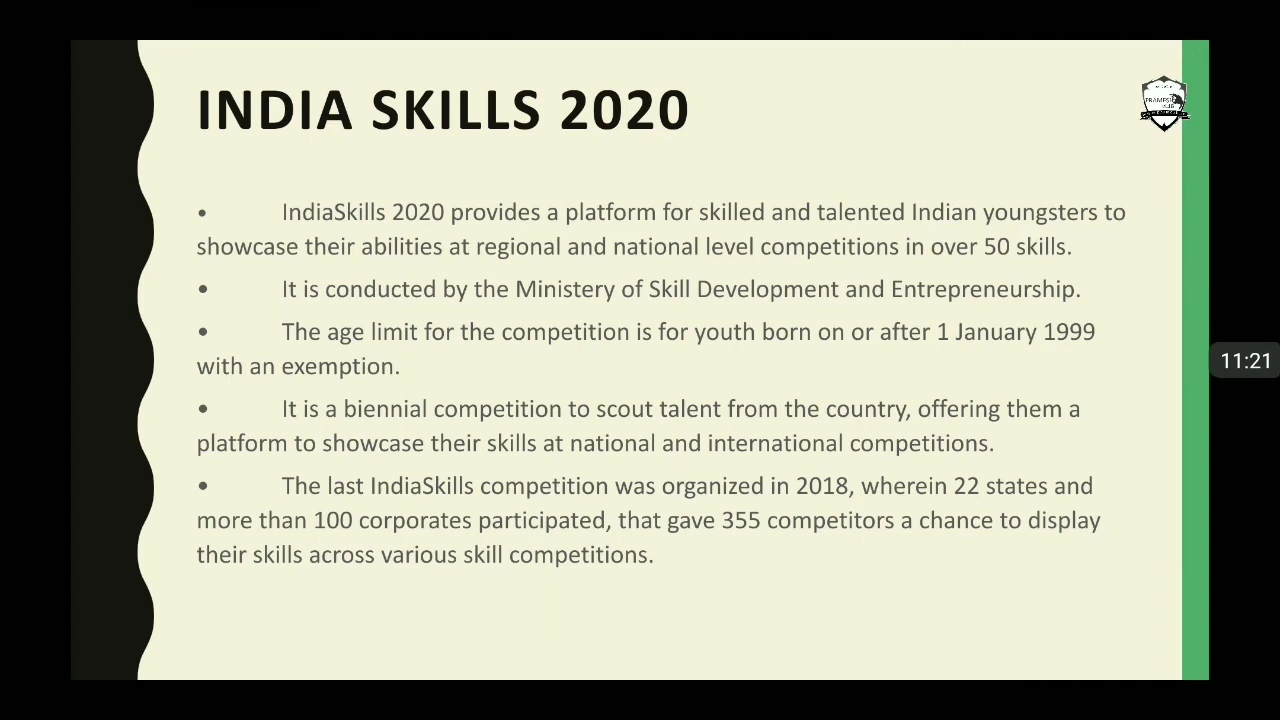 INDIA SKILLS 2020
• IndiaSkills 2020 provides a platform for skilled and talented Indian youngsters to
showcase their abilities at regional and national level competitions in over 50 skills.
• It is conducted by the Ministery of Skill Development and Entrepreneurship.
• The age limit for the competition is for youth born on or after 1 January 1999
with an exemption.
• It is a biennial competition to scout talent from the country, offering them a
platform to showcase their skills at national and international competitions.
• The last IndiaSkills competition was organized in 2018, wherein 22 states and
more than 100 corporates participated, that gave 355 competitors a chance to display
their skills across various skill competitions.
11:21